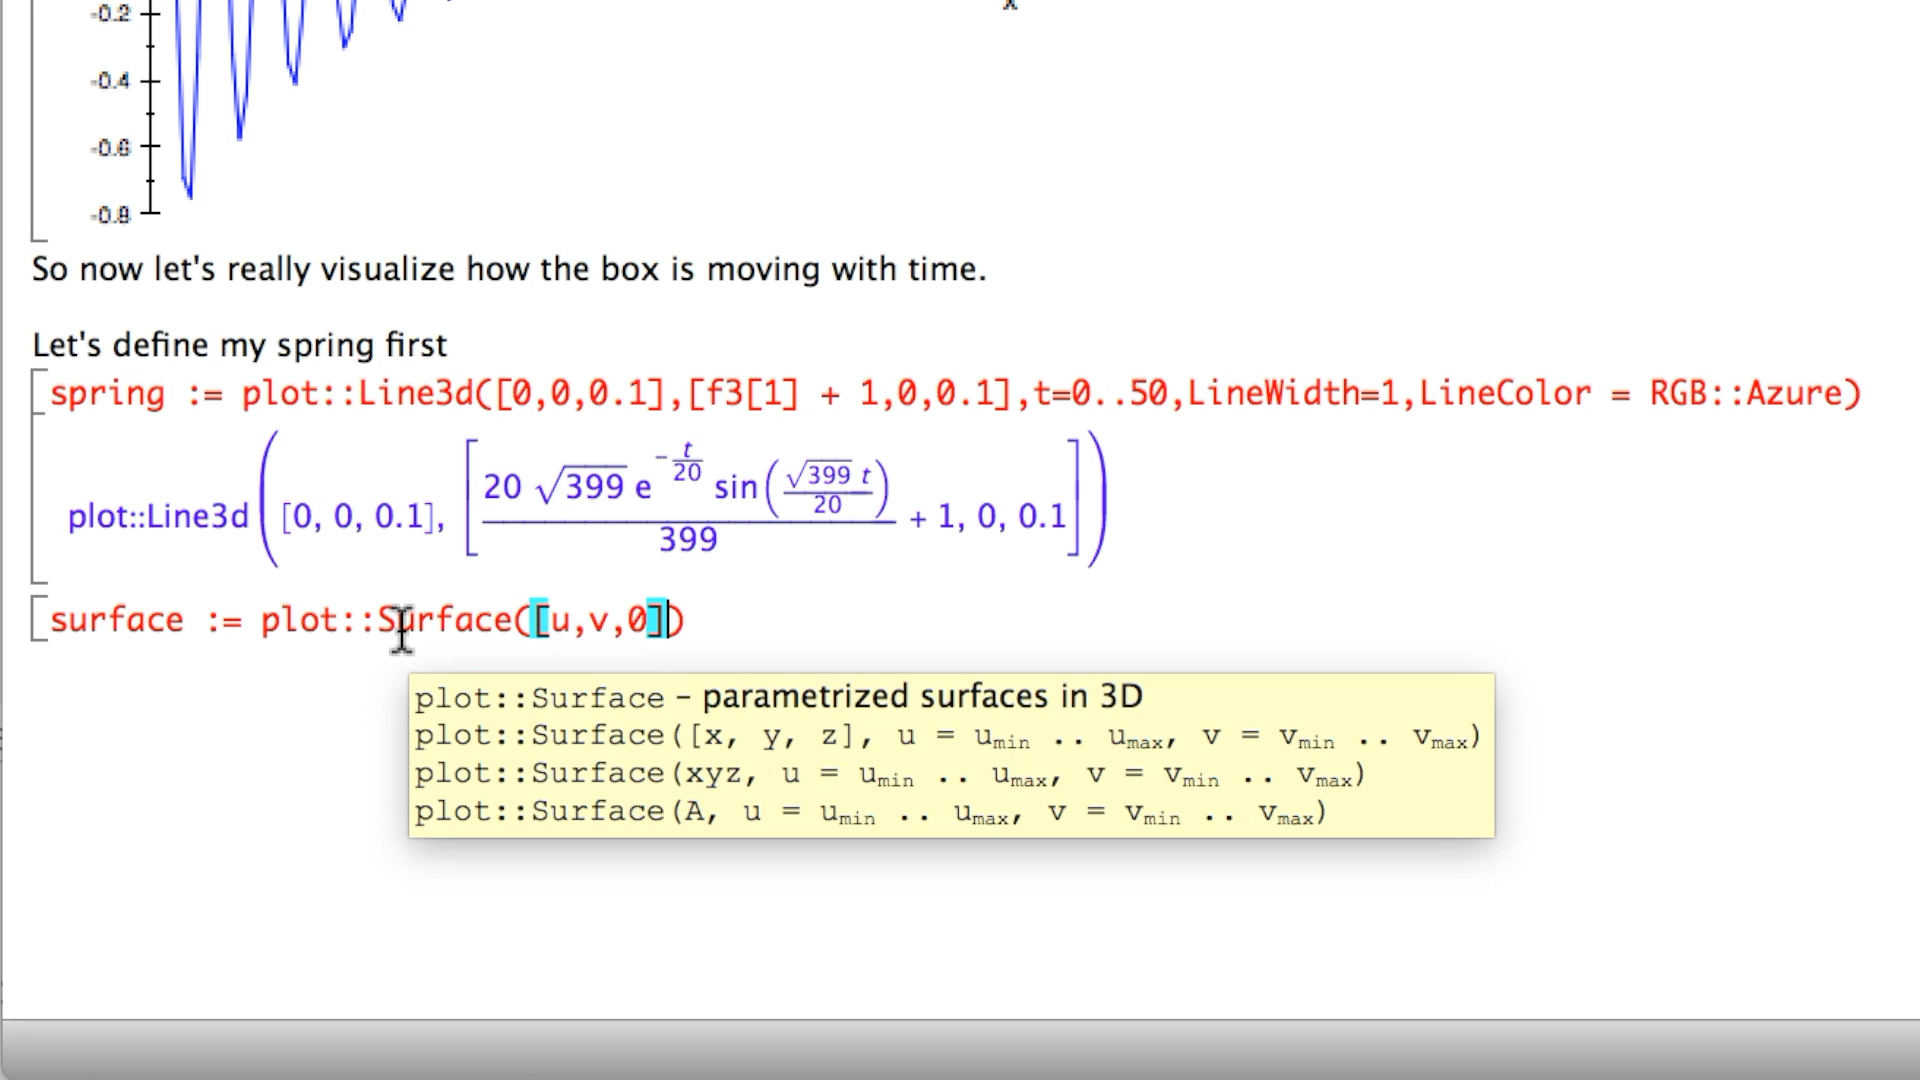 x
-0.2
-0.4
-0.6
-0.8
So now let's really visualize how the box is moving with time.
Let's define my spring first
spring := plot::Line3d([0,0,0.1],[f3[1] + 1,0,0.1],t=0..50,LineWidth=1,LineColor = RGB::Azure)
plot::Line3d([0, 0, 0.1], [20 √399 e^(-t/20) sin(√399 t/20)/399 + 1, 0, 0.1])
surface := plot::Surface([u,v,0])
plot::Surface – parametrized surfaces in 3D
plot::Surface([x, y, z], u = umin .. umax, v = vmin .. vmax)
plot::Surface(xyz, u = umin .. umax, v = vmin .. vmax)
plot::Surface(A, u = umin .. umax, v = vmin .. vmax)